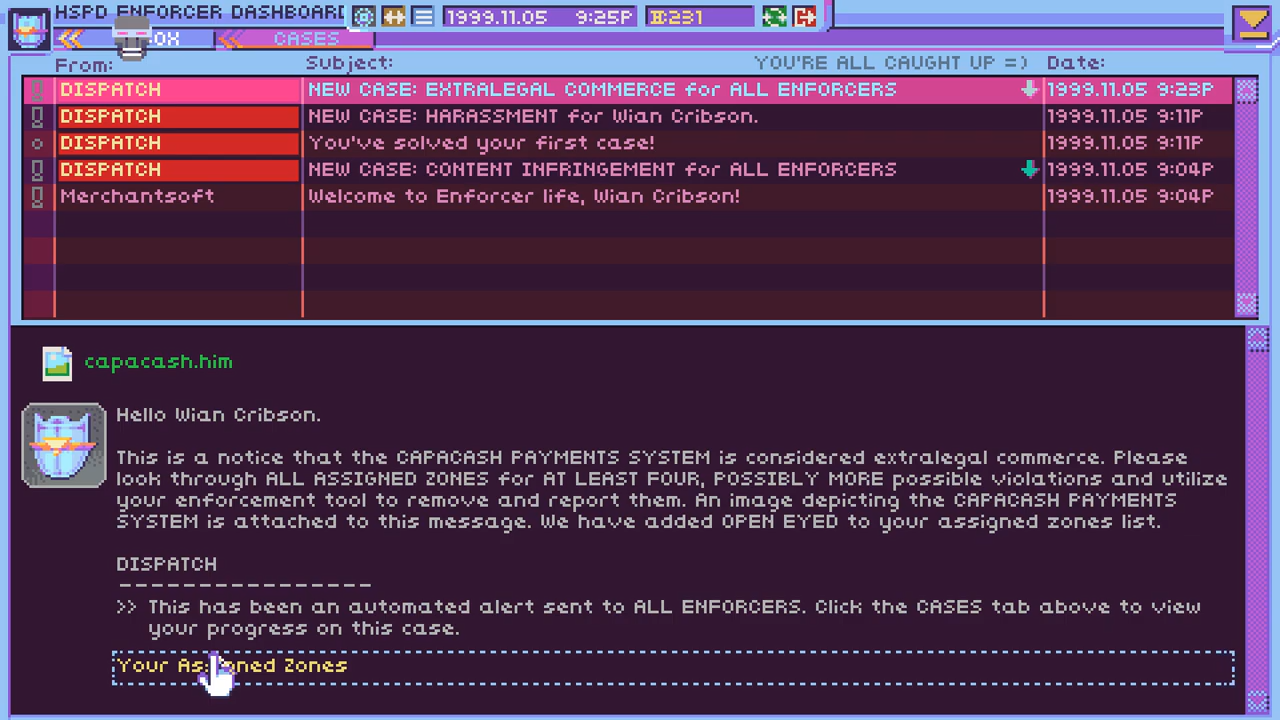 HSPD ENFORCER DASHBOARD
1999.11.05 9:25P
231
OX
CASES
From:
Subject:
YOU'RE ALL CAUGHT UP =)
Date:
DISPATCH NEW CASE: EXTRALEGAL COMMERCE for ALL ENFORCERS 1999.11.05 9:23P
DISPATCH NEW CASE: HARASSMENT for Wian Cribson. 1999.11.05 9:11P
DISPATCH You've solved your first case! 1999.11.05 9:11P
DISPATCH NEW CASE: CONTENT INFRINGEMENT for ALL ENFORCERS 1999.11.05 9:04P
Merchantsoft Welcome to Enforcer life, Wian Cribson! 1999.11.05 9:04P
capacash.him
Hello Wian Cribson.
This is a notice that the CAPACASH PAYMENTS SYSTEM is considered extralegal commerce. Please
look through ALL ASSIGNED ZONES for AT LEAST FOUR, POSSIBLY MORE possible violations and utilize
your enforcement tool to remove and report them. An image depicting the CAPACASH PAYMENTS
SYSTEM is attached to this message. We have added OPEN EYED to your assigned zones list.
DISPATCH
---------------
>> This has been an automated alert sent to ALL ENFORCERS. Click the CASES tab above to view
your progress on this case.
Your Assigned Zones